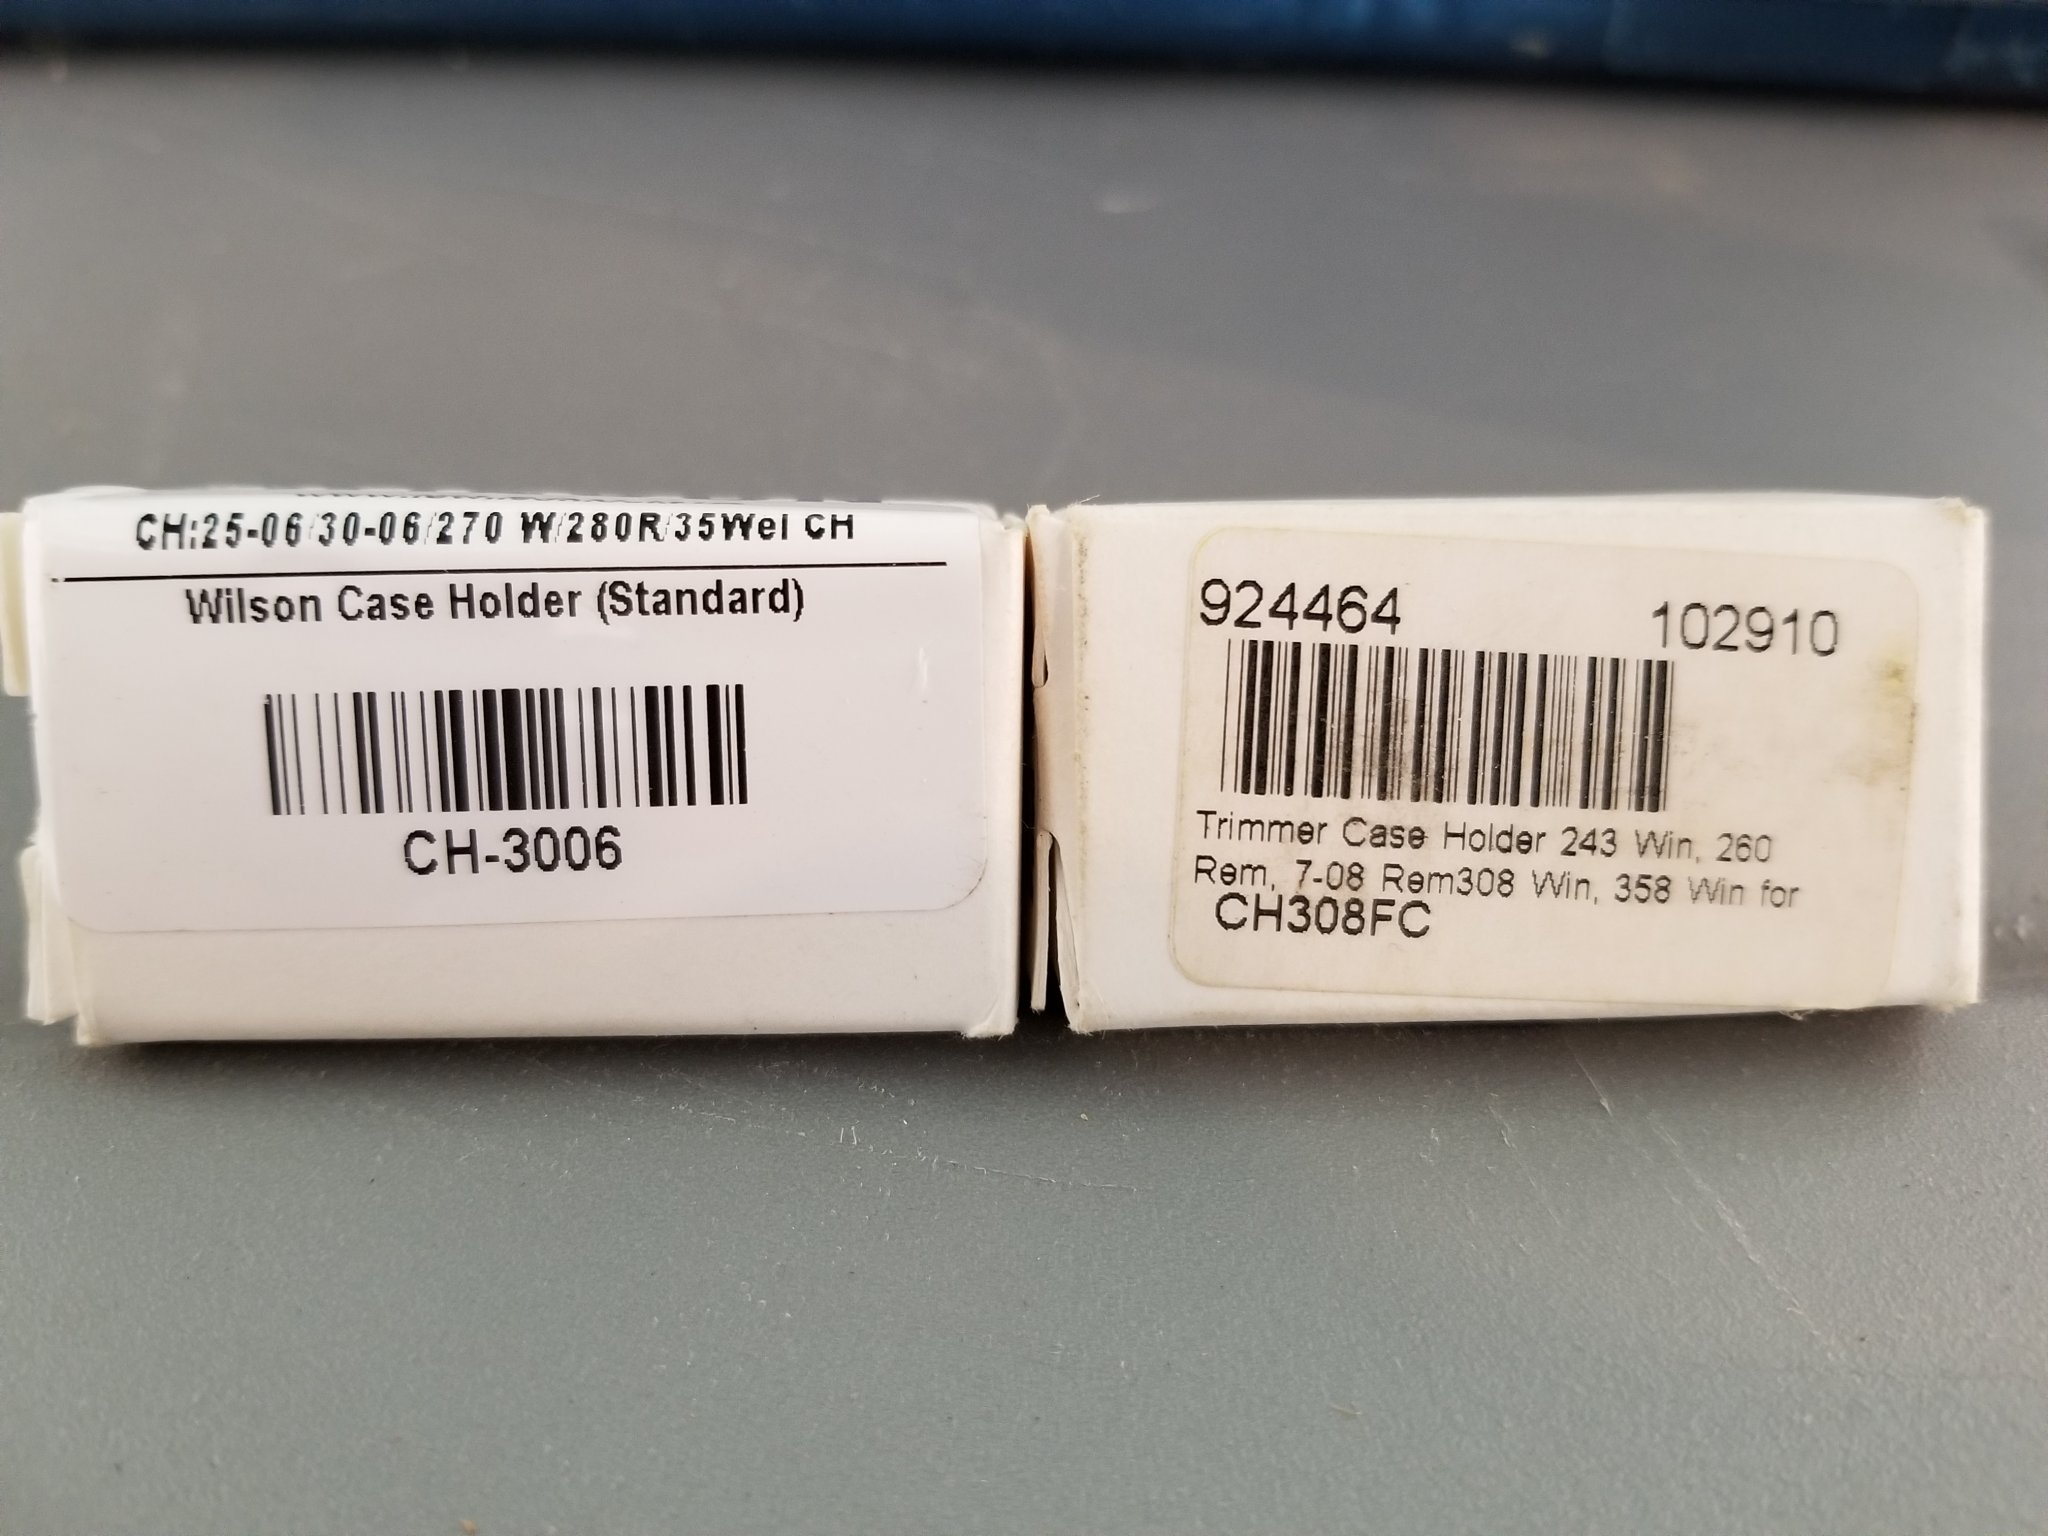 CH:25-06/30-06/270 W/280R/35Wel CH
Wilson Case Holder (Standard)
CH-3006
924464 102910
Trimmer Case Holder 243 Win, 260
Rem, 7-08 Rem308 Win, 358 Win for
CH308FC